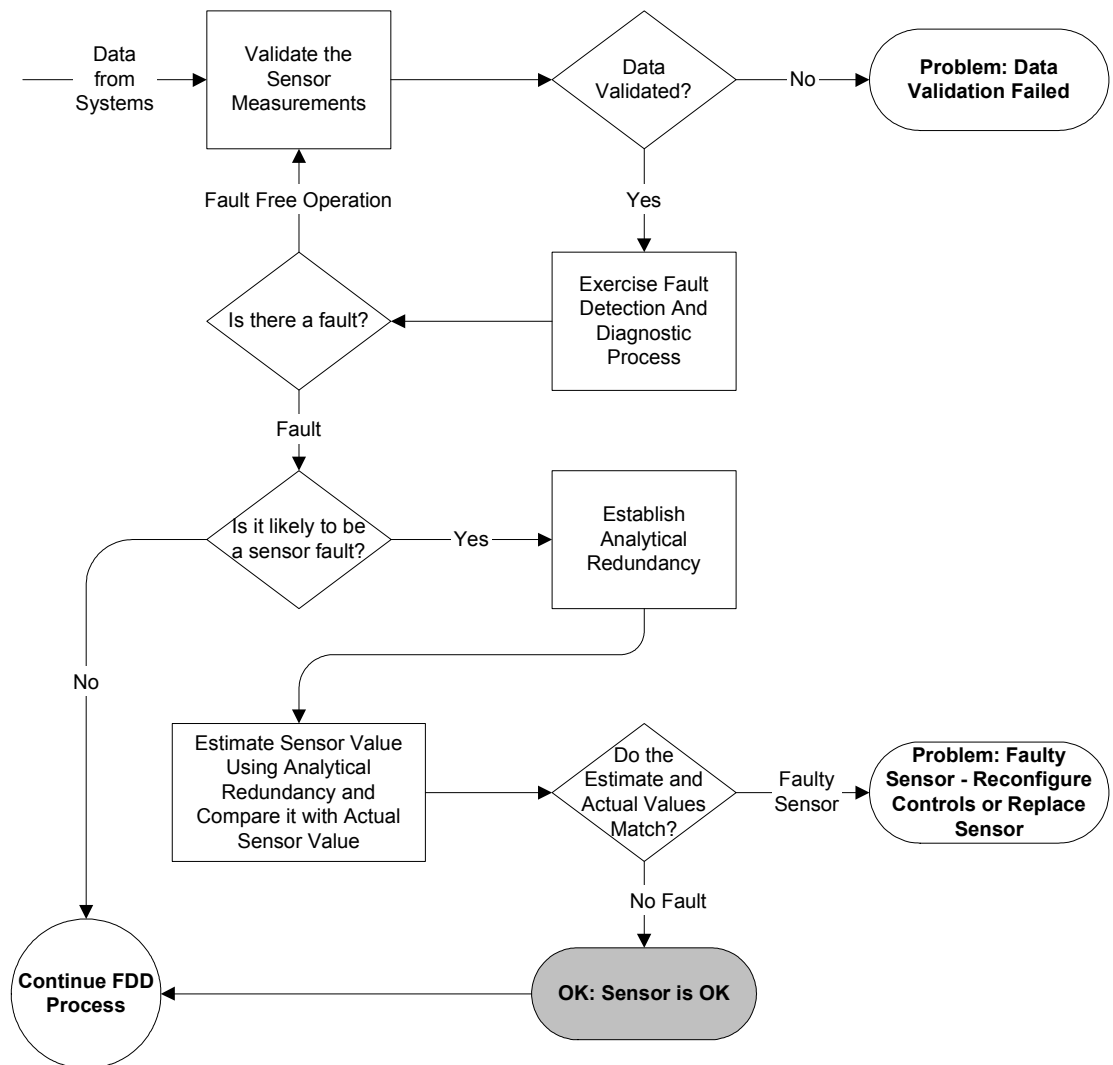 Data
from
Systems
Validate the
Sensor
Measurements
Data
Validated?
No
Problem: Data
Validation Failed
Fault Free Operation
Yes
Is there a fault?
Exercise Fault
Detection And
Diagnostic
Process
Fault
Is it likely to be
a sensor fault?
Yes
Establish
Analytical
Redundancy
No
Estimate Sensor Value
Using Analytical
Redundancy and
Compare it with Actual
Sensor Value
Do the
Estimate and
Actual Values
Match?
Faulty
Sensor
Problem: Faulty
Sensor - Reconfigure
Controls or Replace
Sensor
No Fault
Continue FDD
Process
OK: Sensor is OK